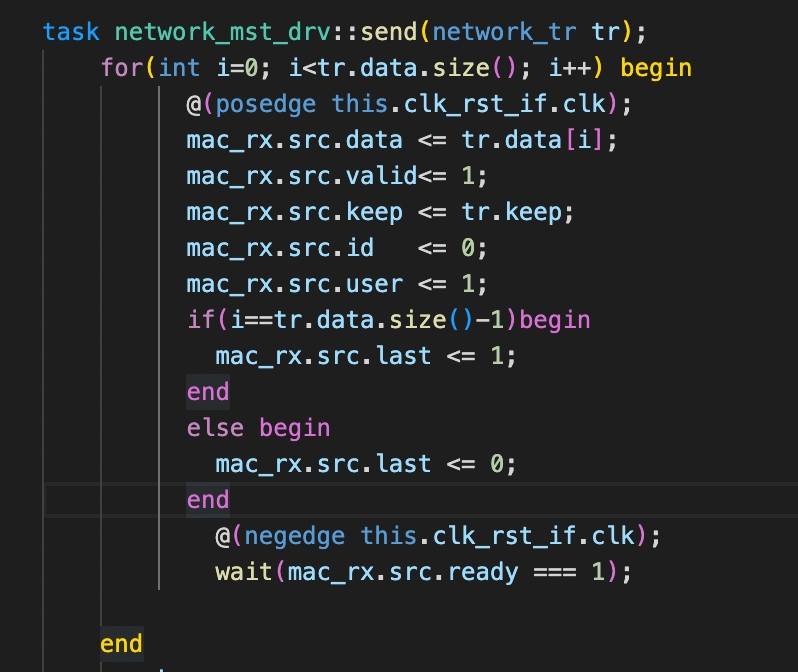 task network_mst_drv::send(network_tr tr);
for(int i=0; i<tr.data.size(); i++) begin
@(posedge this.clk_rst_if.clk);
mac_rx.src.data <= tr.data[i];
mac_rx.src.valid<= 1;
mac_rx.src.keep <= tr.keep;
mac_rx.src.id   <= 0;
mac_rx.src.user <= 1;
if(i==tr.data.size()-1)begin
mac_rx.src.last <= 1;
end
else begin
mac_rx.src.last <= 0;
end
@(negedge this.clk_rst_if.clk);
wait(mac_rx.src.ready === 1);
end